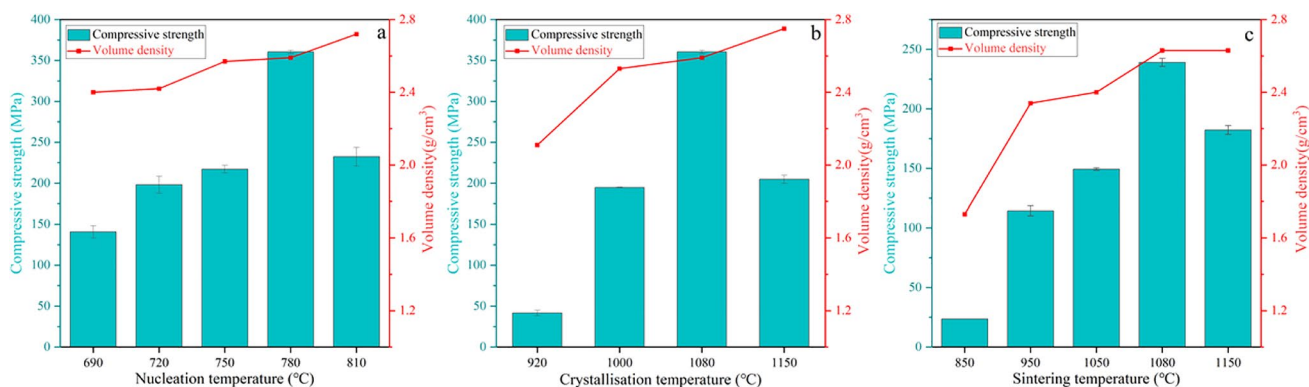 400
350
300
250
200
150
100
50
0
Compressive strength (MPa)
Compressive strength
Volume density
a
2.8
2.4
2.0
1.6
1.2
Volume density(g/cm³)
690 720 750 780 810
Nucleation temperature (℃)
400
350
300
250
200
150
100
50
0
Compressive strength (MPa)
Compressive strength
Volume density
b
2.8
2.4
2.0
1.6
1.2
Volume density(g/cm³)
920 1000 1080 1150
Crystallisation temperature (℃)
250
200
150
100
50
0
Compressive strength (MPa)
Compressive strength
Volume density
c
2.8
2.4
2.0
1.6
1.2
Volume density(g/cm³)
850 950 1050 1080 1150
Sintering temperature (℃)